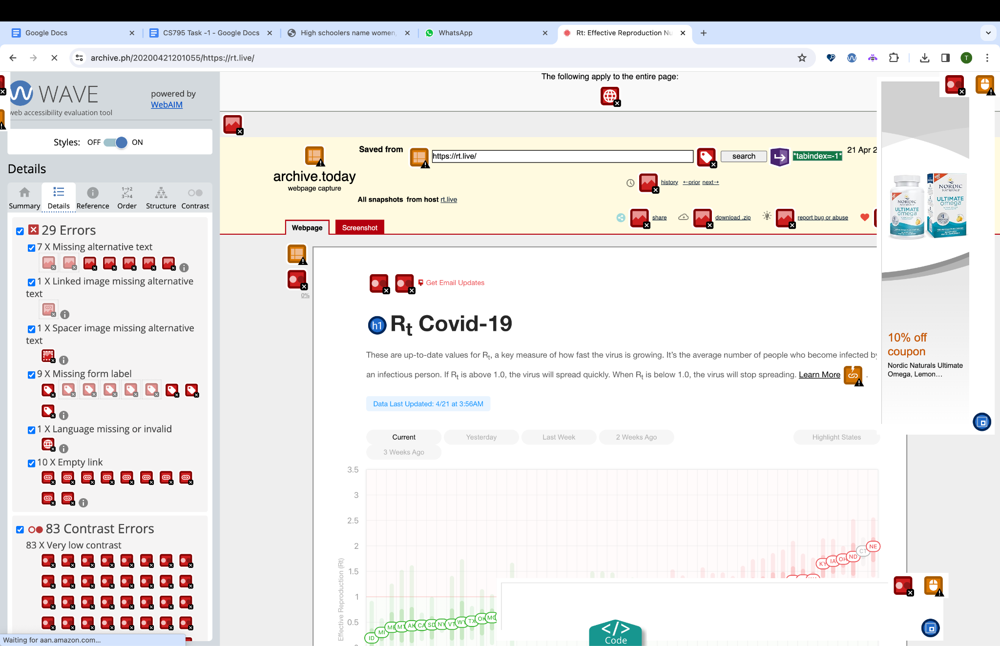 Google Docs
CS795 Task -1 - Google Docs
High schoolers name women,
WhatsApp
Rt: Effective Reproduction Nu
archive.ph/20200421201055/https://rt.live/
T
WAVE
powered by
WebAIM
web accessibility evaluation tool
Styles: OFF ON
Details
Summary Details Reference Order Structure Contrast
29 Errors
7 X Missing alternative text
1 X Linked image missing alternative
text
1 X Spacer image missing alternative
text
9 X Missing form label
1 X Language missing or invalid
10 X Empty link
83 Contrast Errors
83 X Very low contrast
Waiting for aan.amazon.com...
The following apply to the entire page:
Saved from
https://rt.live/
search
*tabindex=-1*
21 Apr 2
archive.today
webpage capture
history ←prior next→
All snapshots from host rt.live
share
download .zip
report bug or abuse
Webpage
Screenshot
0%
Get Email Updates
h1
Rt Covid-19
These are up-to-date values for Rt, a key measure of how fast the virus is growing. It's the average number of people who become infected by
an infectious person. If Rt is above 1.0, the virus will spread quickly. When Rt is below 1.0, the virus will stop spreading. Learn More .
Data Last Updated: 4/21 at 3:56AM
Current
Yesterday
Last Week
2 Weeks Ago
Highlight States
3 Weeks Ago
3.5
3
2.5
2
1.5
1
0.5
Effective Reproduction (Rt)
ID MI ME MT AK CA SD NY VT WY TX OK MO
KY IA OH ND CT NE
</> Code
NORDIC
NATURALS
ULTIMATE
omega
NORDIC
NATURALS
ULTIMATE
omega
10% off
coupon
Nordic Naturals Ultimate
Omega, Lemon…